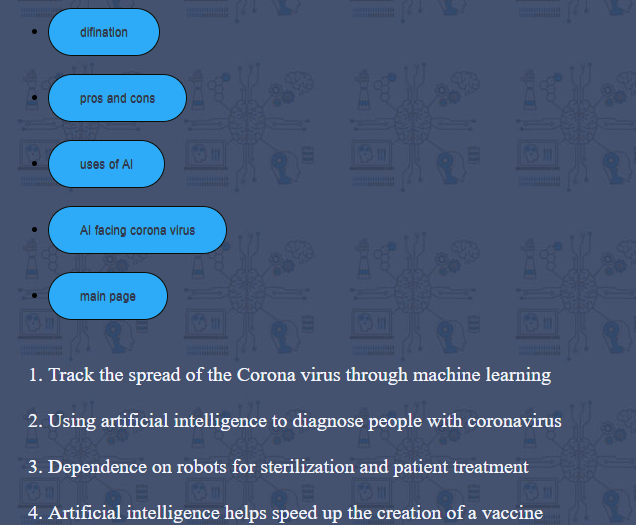 difination
pros and cons
uses of AI
AI facing corona virus
main page
1. Track the spread of the Corona virus through machine learning
2. Using artificial intelligence to diagnose people with coronavirus
3. Dependence on robots for sterilization and patient treatment
4. Artificial intelligence helps speed up the creation of a vaccine